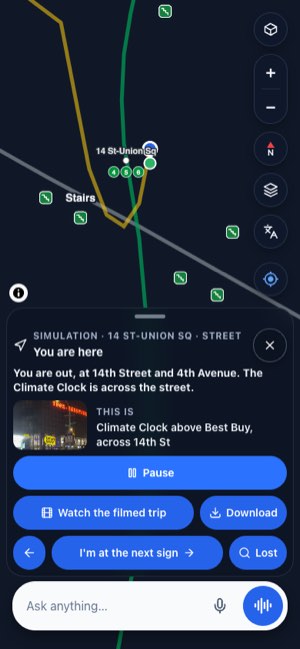 14 St-Union Sq
4 5 6
Stairs
N
SIMULATION · 14 ST-UNION SQ · STREET
You are here
You are out, at 14th Street and 4th Avenue. The
Climate Clock is across the street.
THIS IS
Climate Clock above Best Buy,
across 14th St
Pause
Watch the filmed trip
Download
I'm at the next sign →
Lost
Ask anything...